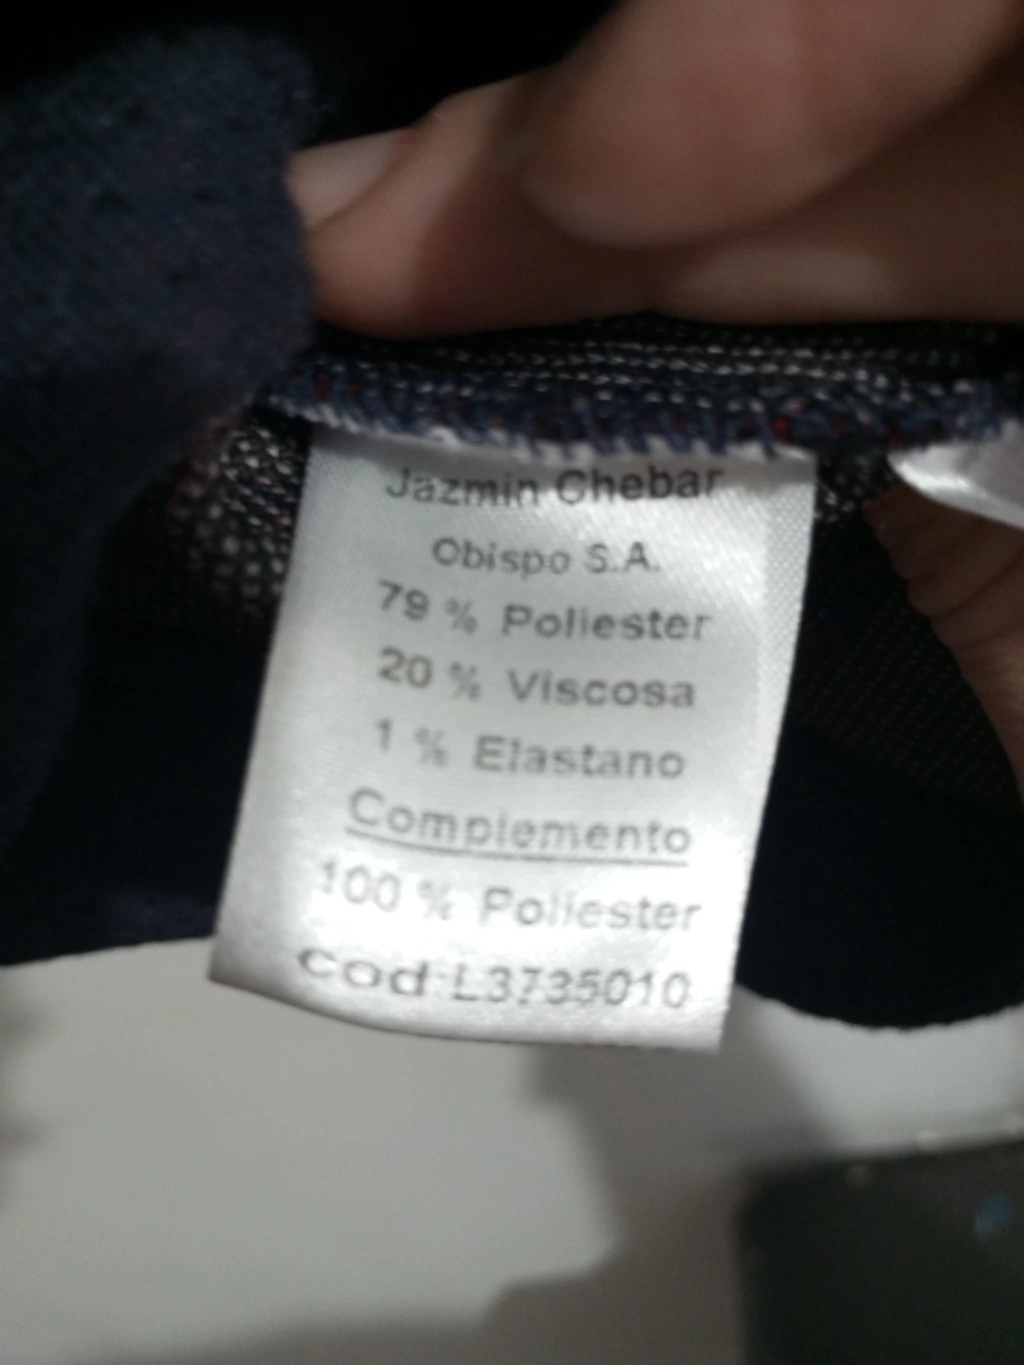 Jazmin Chebar
Obispo S.A.
79 % Poliester
20 % Viscosa
1 % Elastano
Complemento
100 % Poliester
cod:L3735010